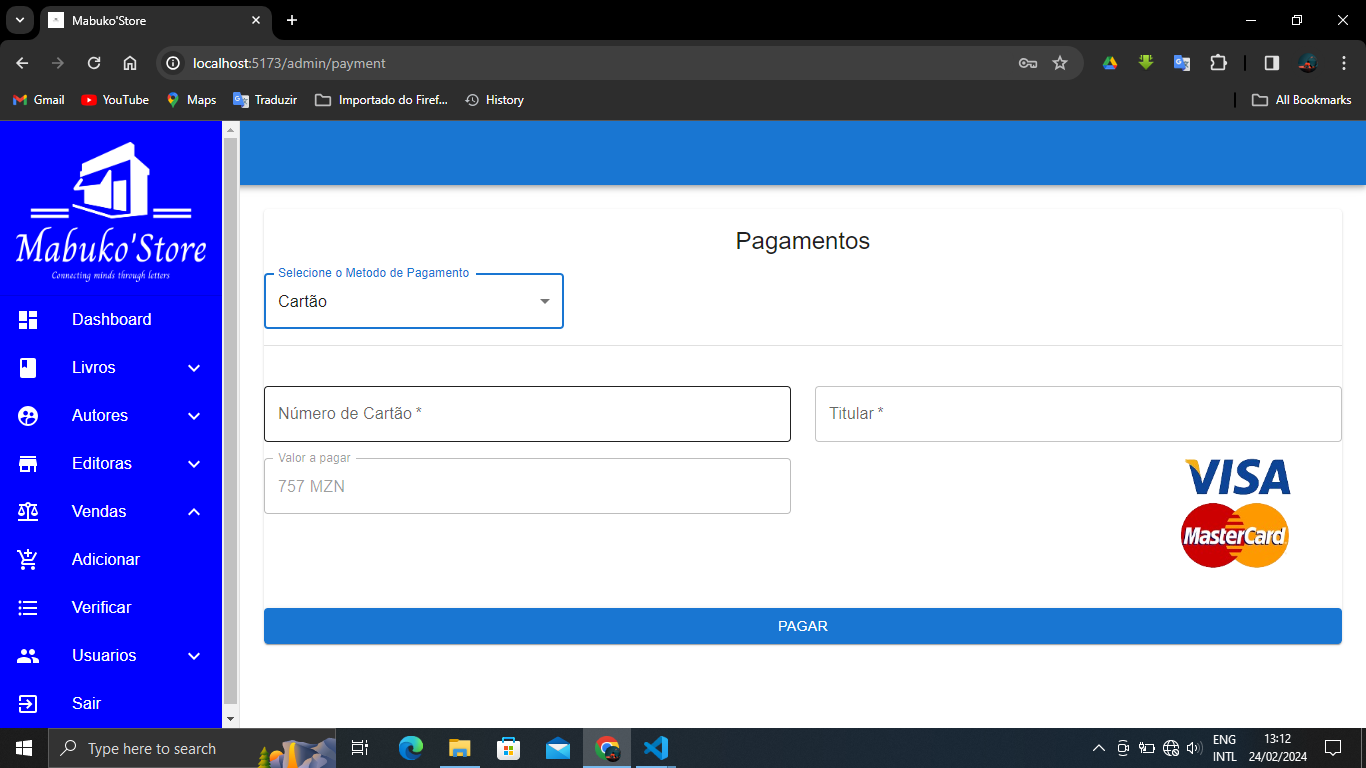 Mabuko'Store
localhost:5173/admin/payment
Gmail
YouTube
Maps
Traduzir
Importado do Firef...
History
All Bookmarks
Mabuko'Store
Connecting minds through letters
Dashboard
Livros
Autores
Editoras
Vendas
Adicionar
Verificar
Usuarios
Sair
Pagamentos
Selecione o Metodo de Pagamento
Cartão
Número de Cartão *
Titular *
Valor a pagar
757 MZN
VISA
MasterCard
PAGAR
Type here to search
ENG
INTL
13:12
24/02/2024